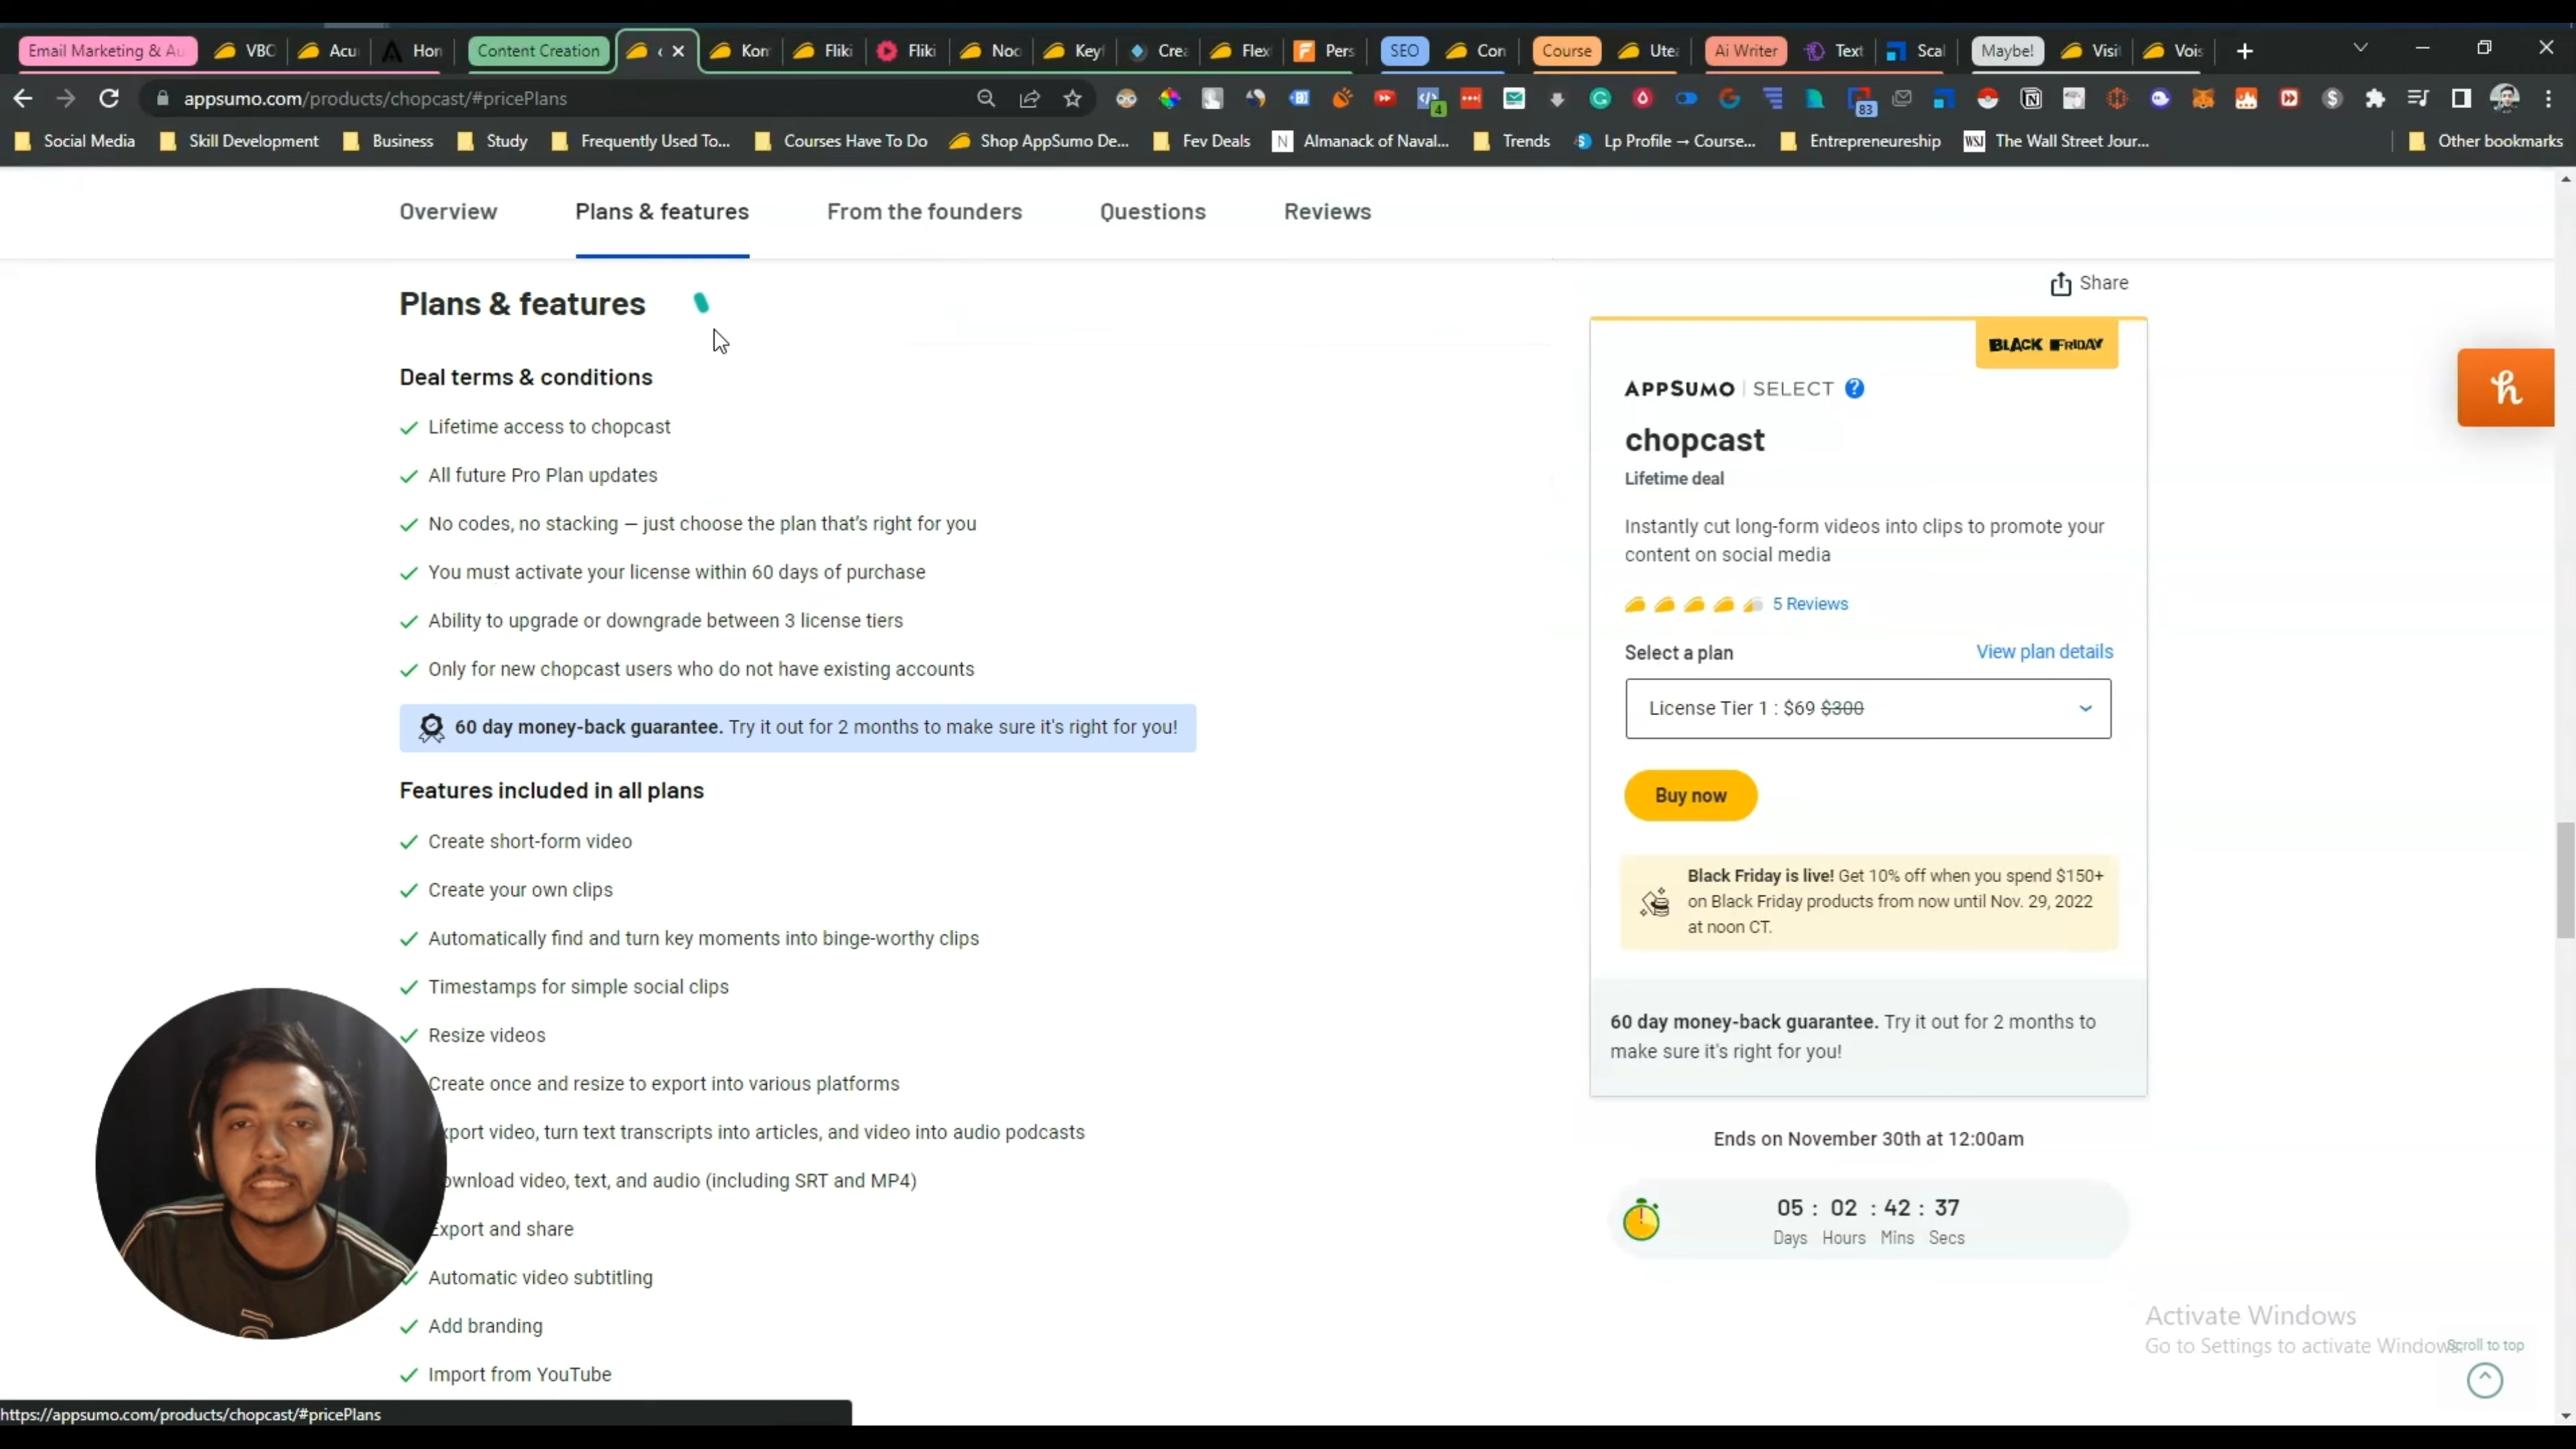 Email Marketing & Au
VBO
Acu
Hon
Content Creation
Kon
Fliki
Fliki
Noo
Key
Crea
Flex
Pers
SEO
Con
Course
Ute
Ai Writer
Text
Scal
Maybe!
Visit
Vois
appsumo.com/products/chopcast/#pricePlans
4
83
Social Media
Skill Development
Business
Study
Frequently Used To...
Courses Have To Do
Shop AppSumo De...
Fev Deals
N
Almanack of Naval...
Trends
Lp Profile → Course...
Entrepreneureship
WSJ
The Wall Street Jour...
Other bookmarks
Overview
Plans & features
From the founders
Questions
Reviews
Plans & features
Deal terms & conditions
Lifetime access to chopcast
All future Pro Plan updates
No codes, no stacking — just choose the plan that's right for you
You must activate your license within 60 days of purchase
Ability to upgrade or downgrade between 3 license tiers
Only for new chopcast users who do not have existing accounts
60 day money-back guarantee. Try it out for 2 months to make sure it's right for you!
Features included in all plans
Create short-form video
Create your own clips
Automatically find and turn key moments into binge-worthy clips
Timestamps for simple social clips
Resize videos
Create once and resize to export into various platforms
xport video, turn text transcripts into articles, and video into audio podcasts
ownload video, text, and audio (including SRT and MP4)
Export and share
Automatic video subtitling
Add branding
Import from YouTube
https://appsumo.com/products/chopcast/#pricePlans
Share
BLACK FRIDAY
APPSUMO | SELECT ?
chopcast
Lifetime deal
Instantly cut long-form videos into clips to promote your
content on social media
5 Reviews
Select a plan
View plan details
License Tier 1 : $69 $300
Buy now
Black Friday is live! Get 10% off when you spend $150+
on Black Friday products from now until Nov. 29, 2022
at noon CT.
60 day money-back guarantee. Try it out for 2 months to
make sure it's right for you!
Ends on November 30th at 12:00am
05 : 02 : 42 : 37
Days Hours Mins Secs
h
Activate Windows
Go to Settings to activate Windows.
Scroll to top